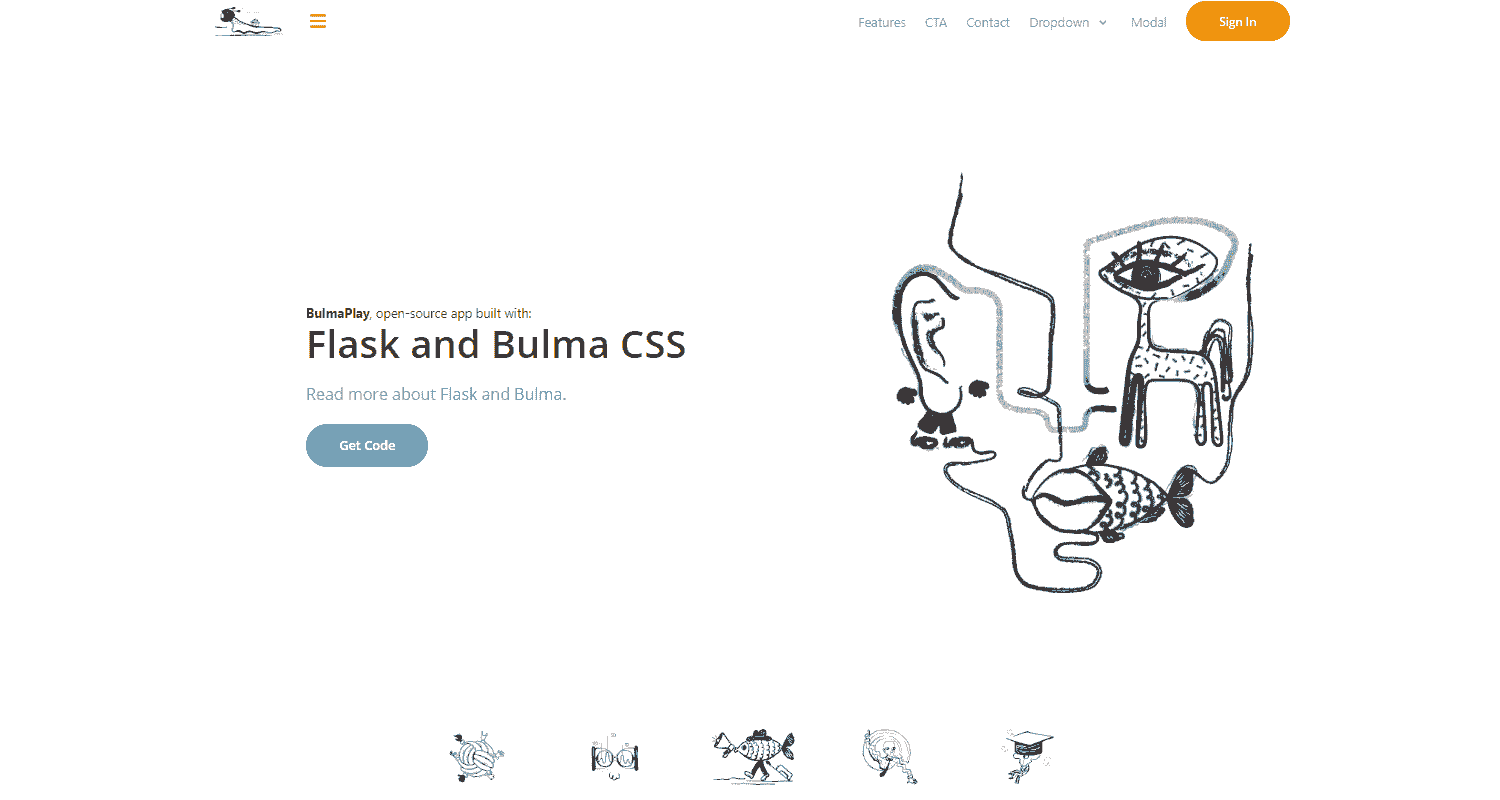 Features CTA Contact Dropdown Modal Sign In
BulmaPlay, open-source app built with:
Flask and Bulma CSS
Read more about Flask and Bulma.
Get Code